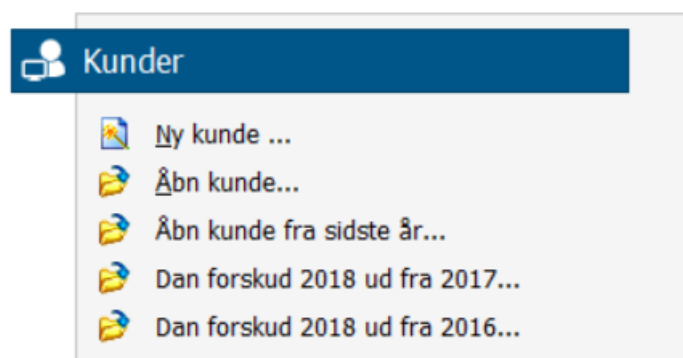 Kunder
Ny kunde ...
Åbn kunde...
Åbn kunde fra sidste år...
Dan forskud 2018 ud fra 2017...
Dan forskud 2018 ud fra 2016...